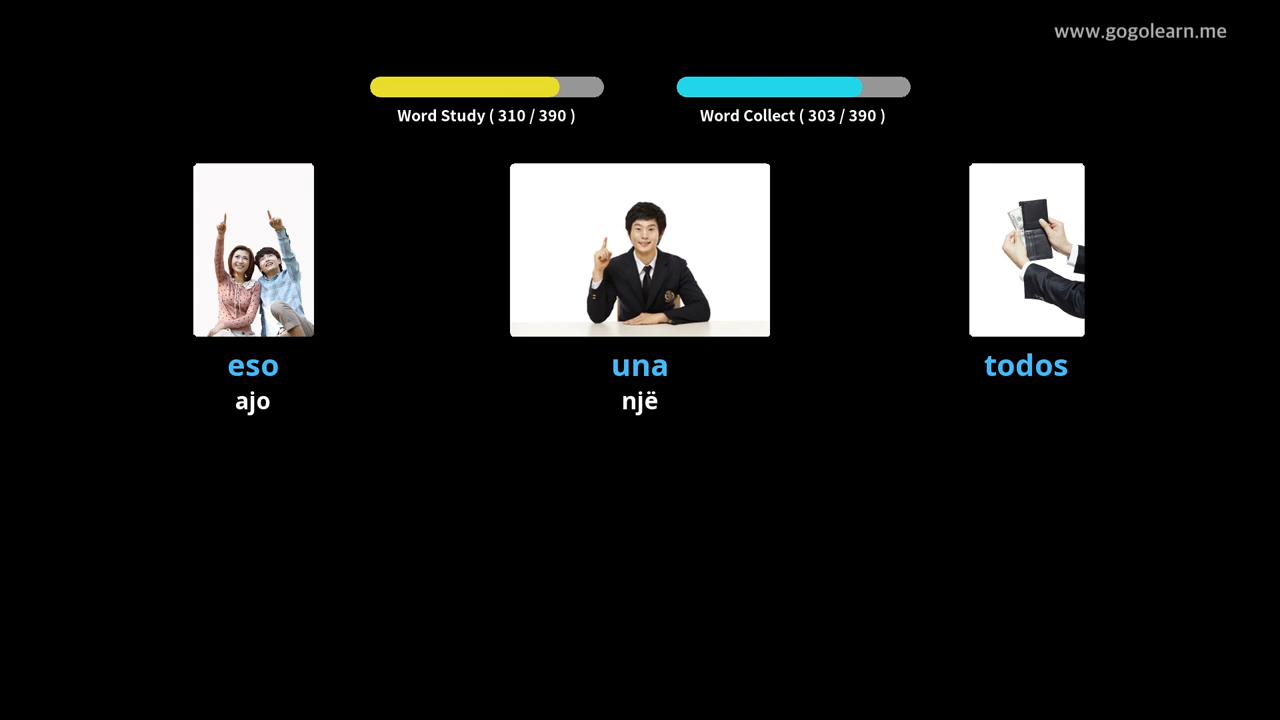 www.gogolearn.me
Word Study ( 310 / 390 )
Word Collect ( 303 / 390 )
eso
ajo
una
një
todos